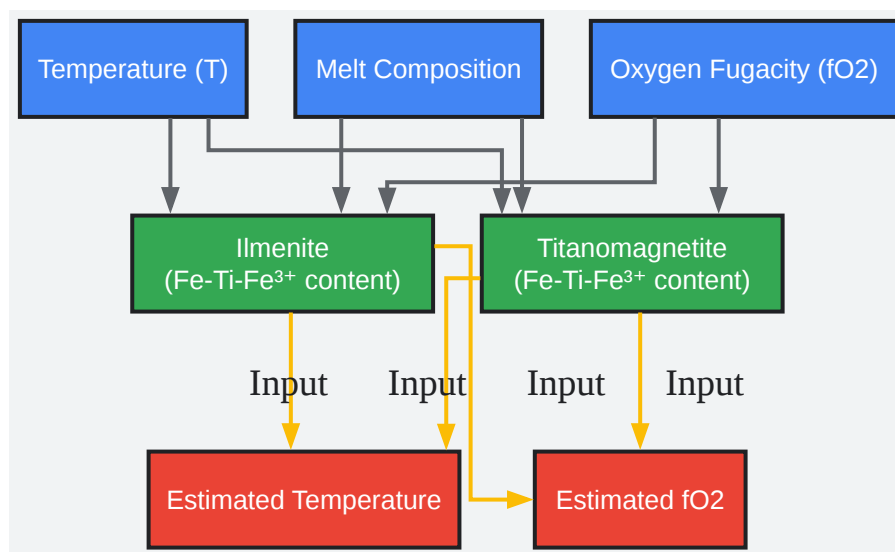 Temperature (T)
Melt Composition
Oxygen Fugacity (fO2)
Ilmenite
(Fe-Ti-Fe³⁺ content)
Titanomagnetite
(Fe-Ti-Fe³⁺ content)
Input
Input
Input
Input
Estimated Temperature
Estimated fO2